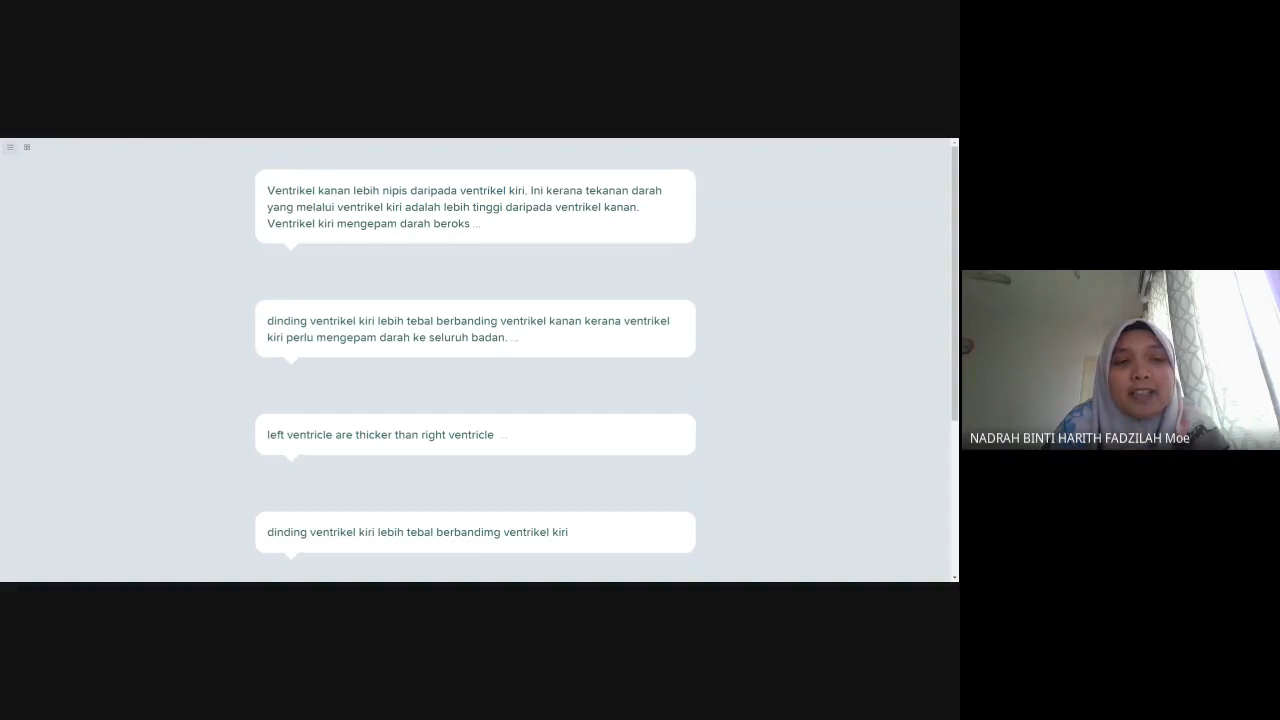 Ventrikel kanan lebih nipis daripada ventrikel kiri. Ini kerana tekanan darah
yang melalui ventrikel kiri adalah lebih tinggi daripada ventrikel kanan.
Ventrikel kiri mengepam darah beroks ...
dinding ventrikel kiri lebih tebal berbanding ventrikel kanan kerana ventrikel
kiri perlu mengepam darah ke seluruh badan. ...
left ventricle are thicker than right ventricle ...
dinding ventrikel kiri lebih tebal berbandimg ventrikel kiri
NADRAH BINTI HARITH FADZILAH Moe